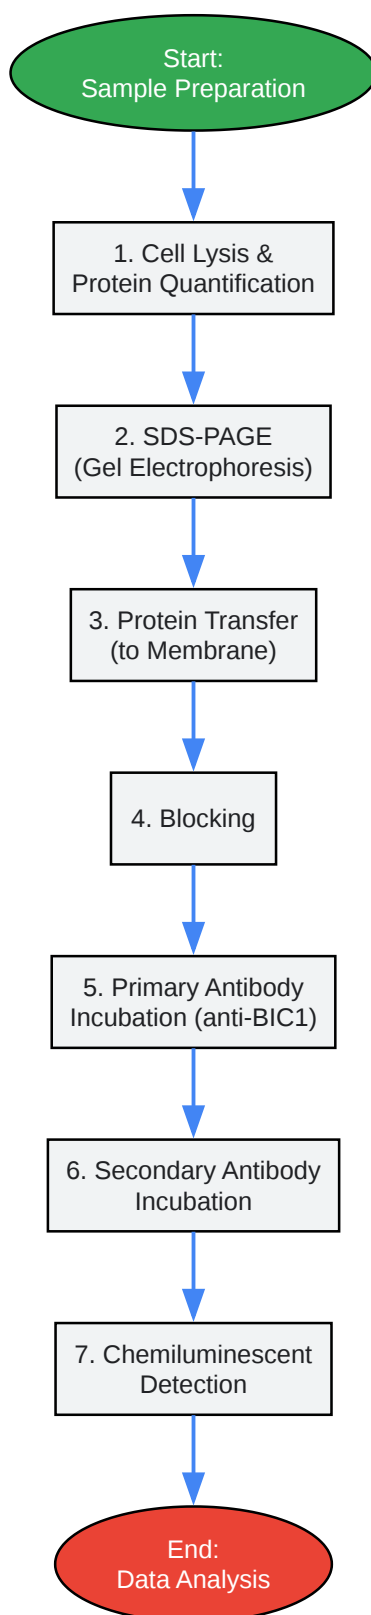 Start:
Sample Preparation
1. Cell Lysis &
Protein Quantification
2. SDS-PAGE
(Gel Electrophoresis)
3. Protein Transfer
(to Membrane)
4. Blocking
5. Primary Antibody
Incubation (anti-BIC1)
6. Secondary Antibody
Incubation
7. Chemiluminescent
Detection
End:
Data Analysis